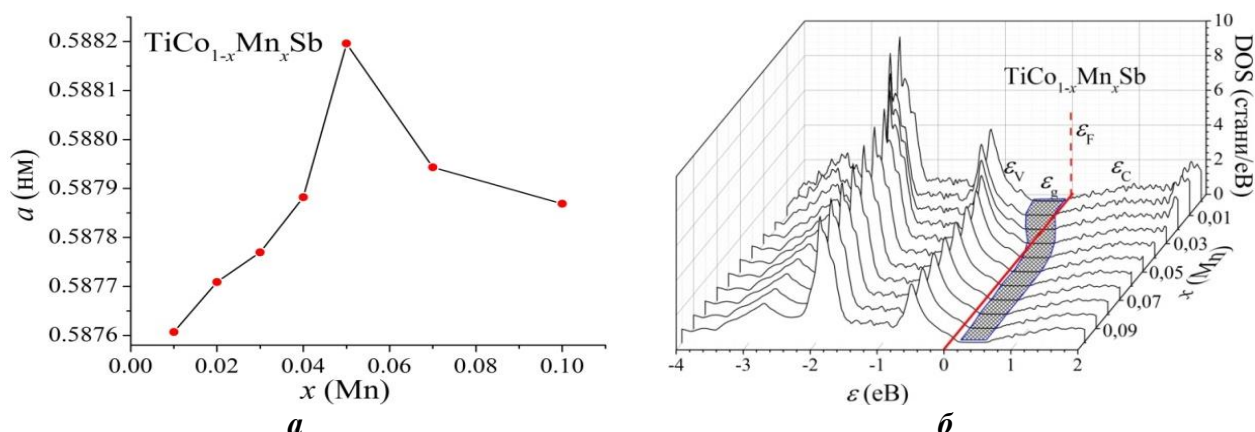 0.5882
0.5881
0.5880
0.5879
0.5878
0.5877
0.5876
a (нм)
TiCo1-xMnxSb
0.00 0.02 0.04 0.06 0.08 0.10
x (Mn)
а
10
8
6
4
2
0
DOS (стани/eB)
TiCo1-xMnxSb
εF
εV
εg
εC
0,01
0,03
0,05
0,07
0,09
x (Mn)
-4 -3 -2 -1 0 1 2
ε (eB)
б